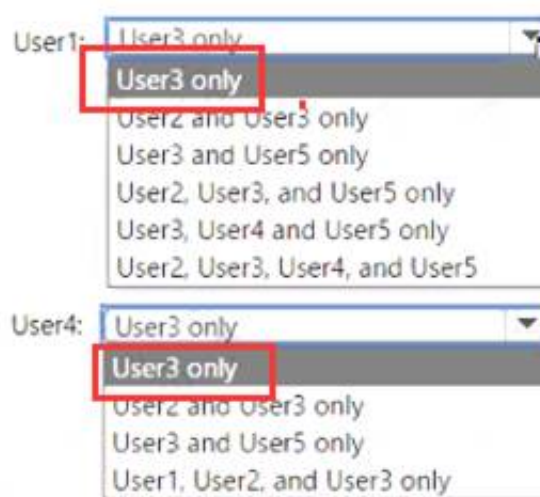 User1: User3 only
User3 only
User2 and User3 only
User3 and User5 only
User2, User3, and User5 only
User3, User4 and User5 only
User2, User3, User4, and User5
User4: User3 only
User3 only
User2 and User3 only
User3 and User5 only
User1, User2, and User3 only